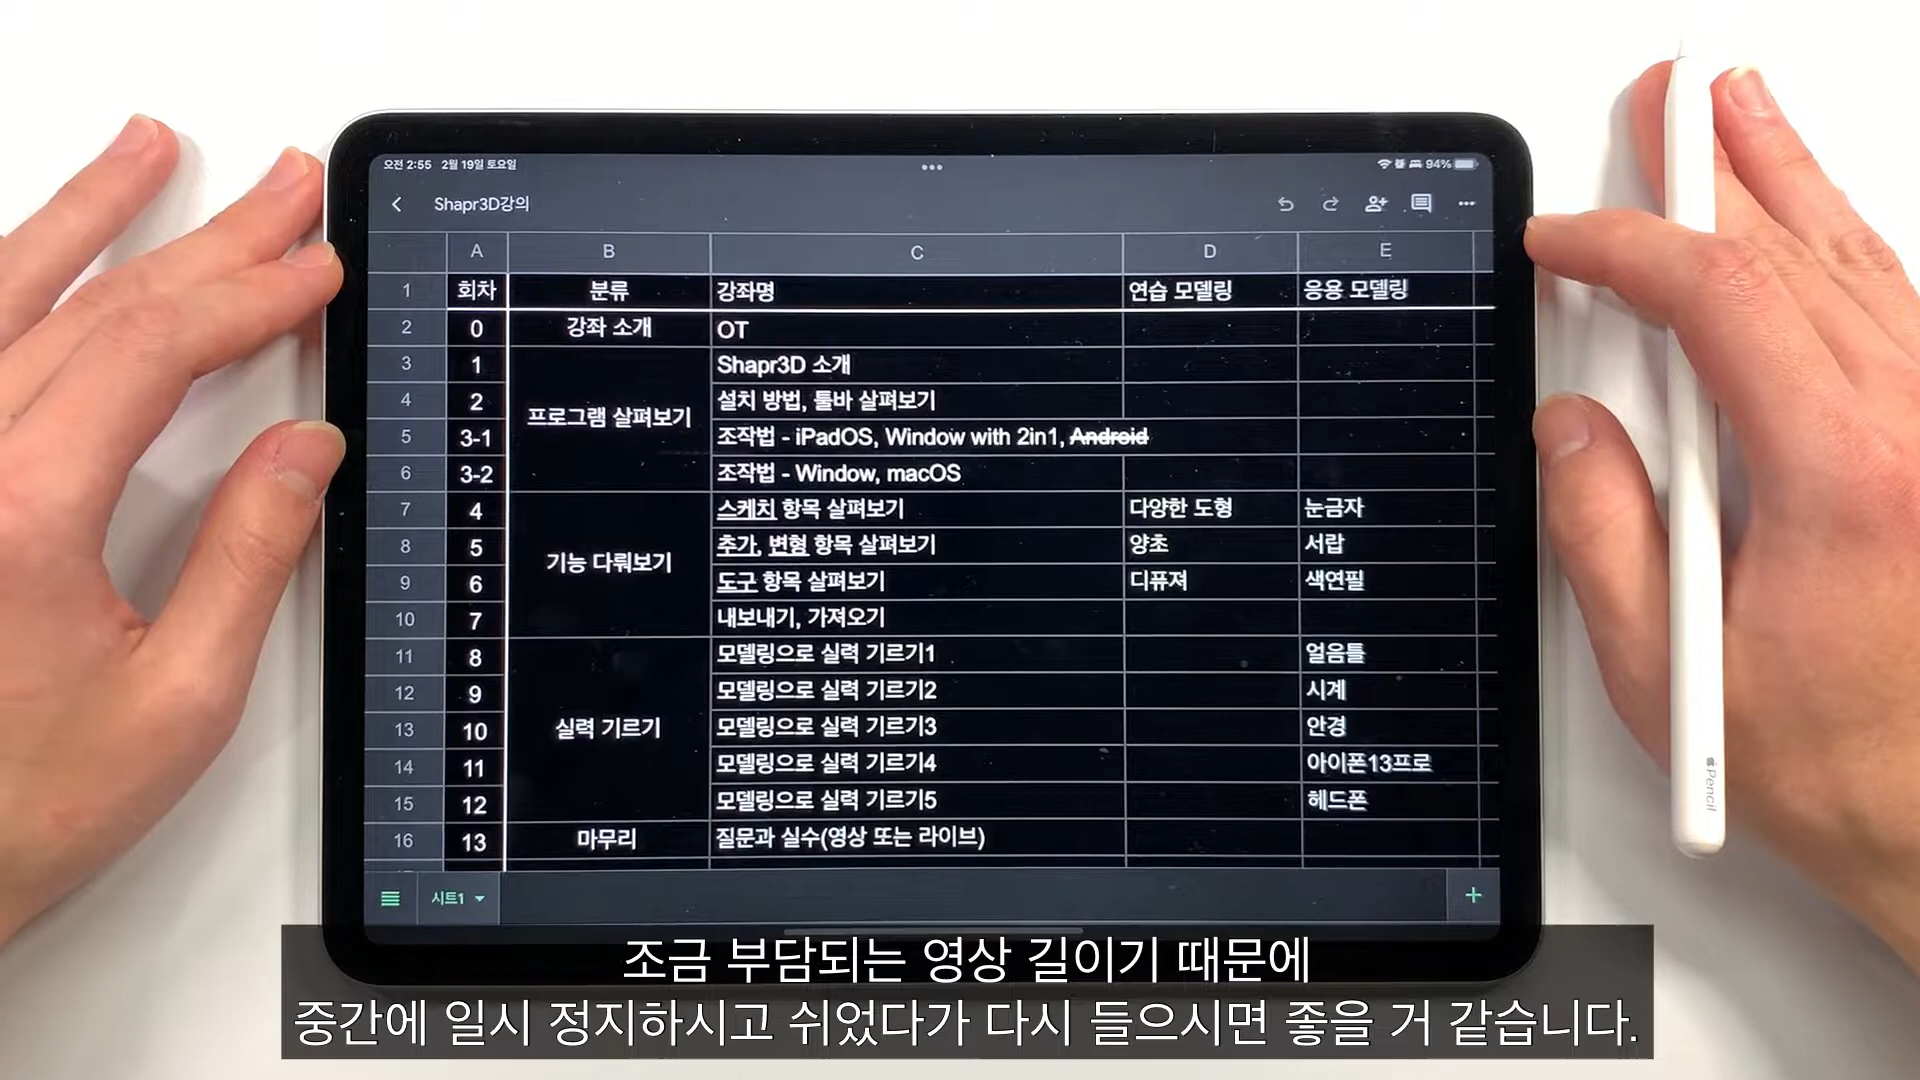 오전 2:55 2월 19일 토요일
94%
Shapr3D강의
A B C D E
1 회차 분류 강좌명 연습 모델링 응용 모델링
2 0 강좌 소개 OT
3 1 Shapr3D 소개
4 2 설치 방법, 툴바 살펴보기
프로그램 살펴보기
5 3-1 조작법 - iPadOS, Window with 2in1, Android
6 3-2 조작법 - Window, macOS
7 4 스케치 항목 살펴보기 다양한 도형 눈금자
8 5 추가, 변형 항목 살펴보기 양초 서랍
기능 다뤄보기
9 6 도구 항목 살펴보기 디퓨져 색연필
10 7 내보내기, 가져오기
11 8 모델링으로 실력 기르기1 얼음틀
12 9 모델링으로 실력 기르기2 시계
13 10 실력 기르기 모델링으로 실력 기르기3 안경
14 11 모델링으로 실력 기르기4 아이폰13프로
15 12 모델링으로 실력 기르기5 헤드폰
16 13 마무리 질문과 실수(영상 또는 라이브)
시트1
Pencil
조금 부담되는 영상 길이기 때문에
중간에 일시 정지하시고 쉬었다가 다시 들으시면 좋을 거 같습니다.